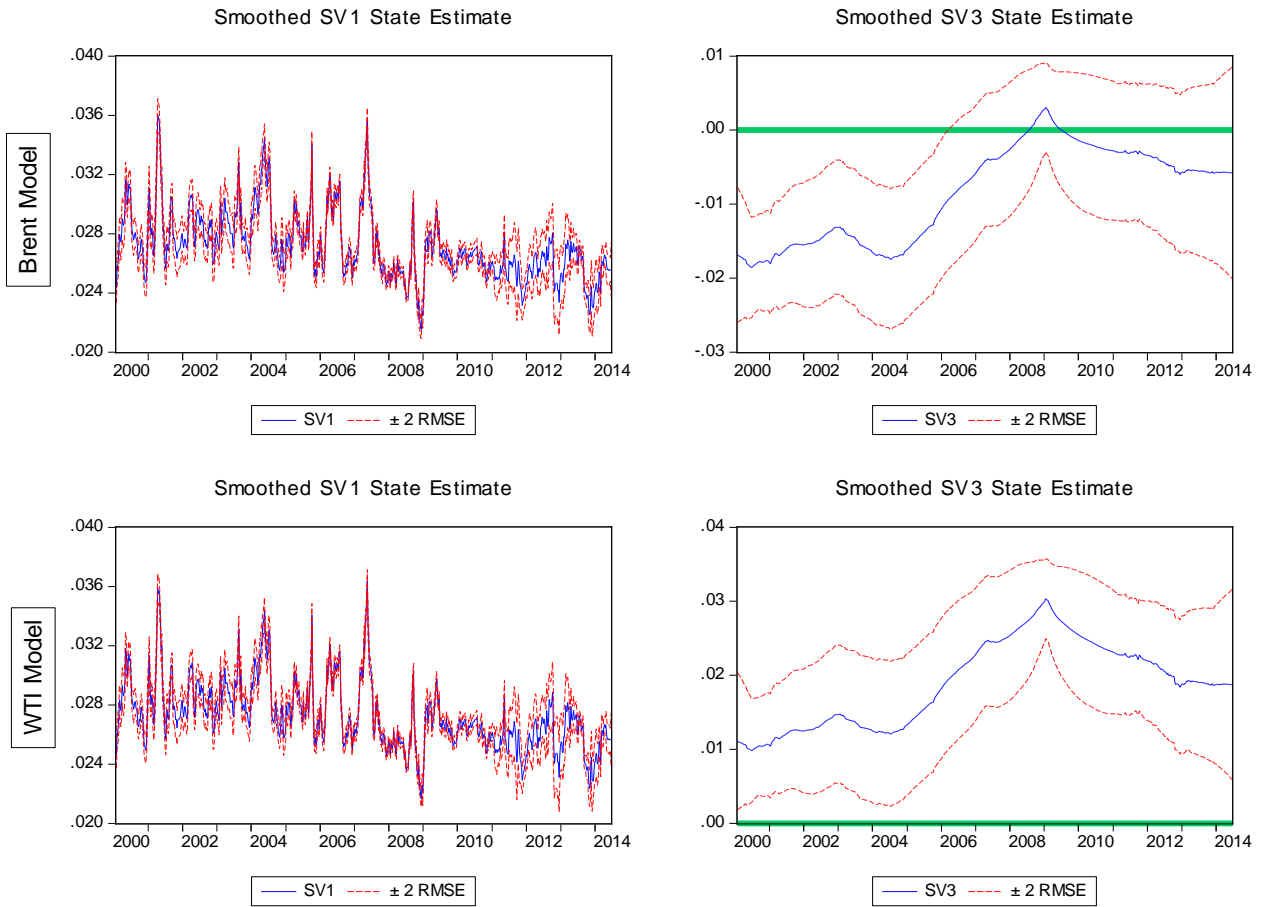 Smoothed SV1 State Estimate
.040
.036
.032
.028
.024
.020
2000 2002 2004 2006 2008 2010 2012 2014
SV1 ± 2 RMSE
Brent Model
Smoothed SV3 State Estimate
.01
.00
-.01
-.02
-.03
2000 2002 2004 2006 2008 2010 2012 2014
SV3 ± 2 RMSE
Smoothed SV1 State Estimate
.040
.036
.032
.028
.024
.020
2000 2002 2004 2006 2008 2010 2012 2014
SV1 ± 2 RMSE
WTI Model
Smoothed SV3 State Estimate
.04
.03
.02
.01
.00
2000 2002 2004 2006 2008 2010 2012 2014
SV3 ± 2 RMSE